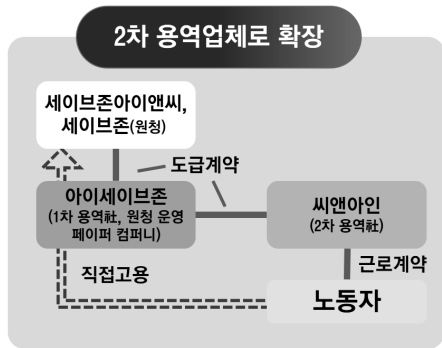 2차 용역업체로 확장
세이브존아이앤씨,
세이브존(원청)
도급계약
아이세이브존
(1차 용역社, 원청 운영
페이퍼 컴퍼니)
씨앤아인
(2차 용역社)
직접고용
근로계약
노동자